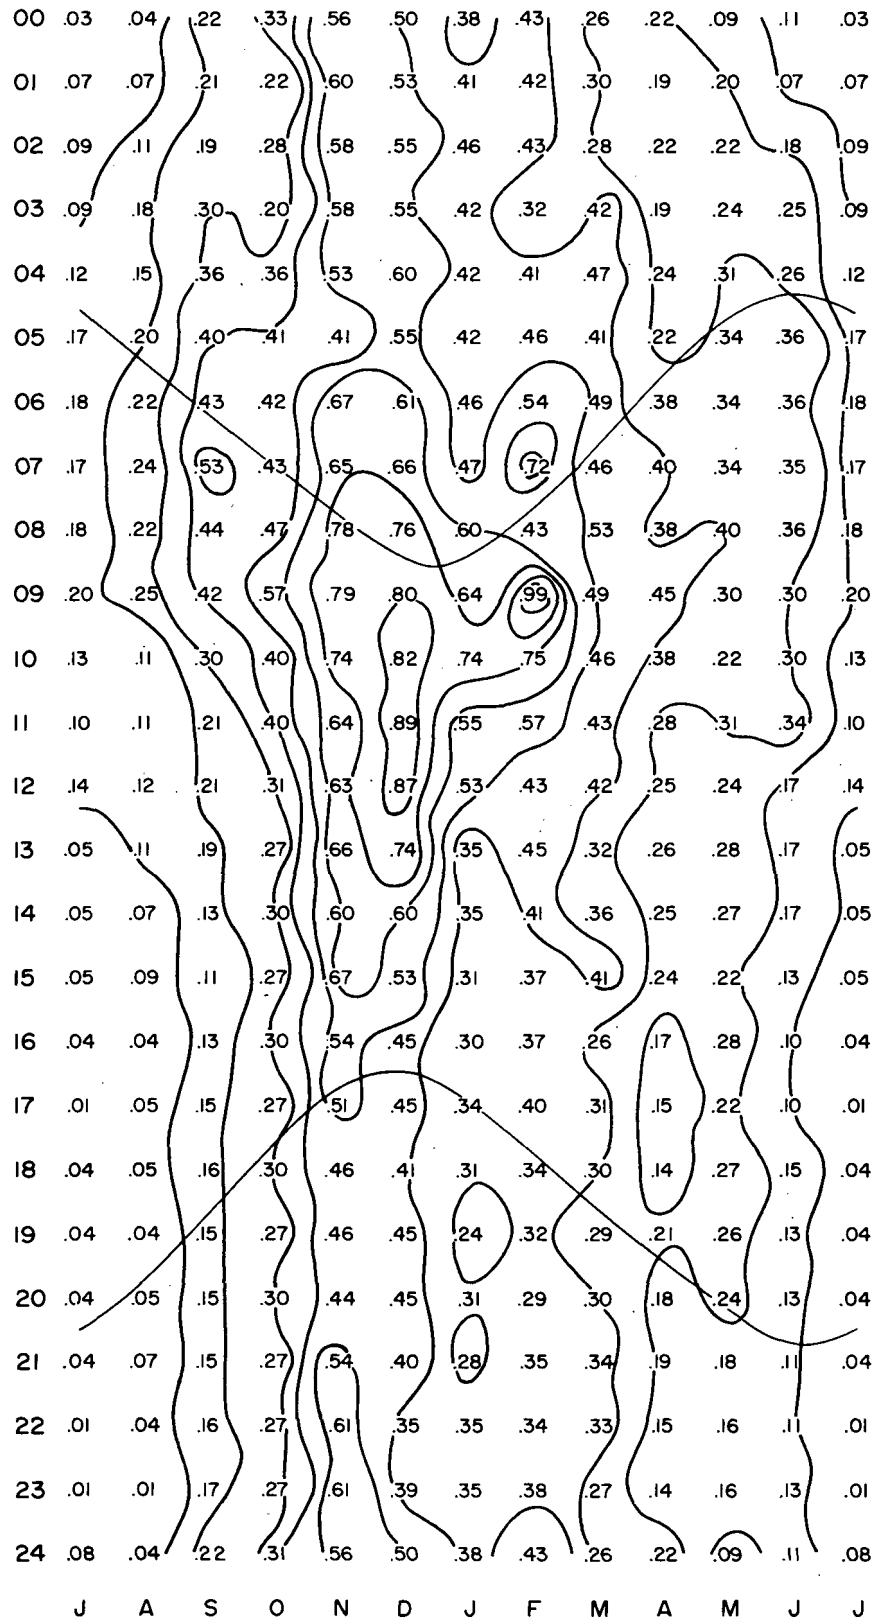 00 .03 .04 .22 .33 .56 .50 .38 .43 .26 .22 .09 .11 .03
01 .07 .07 .21 .22 .60 .53 .41 .42 .30 .19 .20 .07 .07
02 .09 .11 .19 .28 .58 .55 .46 .43 .28 .22 .22 .18 .09
03 .09 .18 .30 .20 .58 .55 .42 .32 .42 .19 .24 .25 .09
04 .12 .15 .36 .36 .53 .60 .42 .41 .47 .24 .31 .26 .12
05 .17 .20 .40 .41 .41 .55 .42 .46 .41 .22 .34 .36 .17
06 .18 .22 .43 .42 .67 .61 .46 .54 .49 .38 .34 .36 .18
07 .17 .24 .53 .43 .65 .66 .47 .72 .46 .40 .34 .35 .17
08 .18 .22 .44 .47 .78 .76 .60 .43 .53 .38 .40 .36 .18
09 .20 .25 .42 .57 .79 .80 .64 .99 .49 .45 .30 .30 .20
10 .13 .11 .30 .40 .74 .82 .74 .75 .46 .38 .22 .30 .13
11 .10 .11 .21 .40 .64 .89 .55 .57 .43 .28 .31 .34 .10
12 .14 .12 .21 .31 .63 .87 .53 .43 .42 .25 .24 .17 .14
13 .05 .11 .19 .27 .66 .74 .35 .45 .32 .26 .28 .17 .05
14 .05 .07 .13 .30 .60 .60 .35 .41 .36 .25 .27 .17 .05
15 .05 .09 .11 .27 .67 .53 .31 .37 .41 .24 .22 .13 .05
16 .04 .04 .13 .30 .54 .45 .30 .37 .26 .17 .28 .10 .04
17 .01 .05 .15 .27 .51 .45 .34 .40 .31 .15 .22 .10 .01
18 .04 .05 .16 .30 .46 .41 .31 .34 .30 .14 .27 .15 .04
19 .04 .04 .15 .27 .46 .45 .24 .32 .29 .21 .26 .13 .04
20 .04 .05 .15 .30 .44 .45 .31 .29 .30 .18 .24 .13 .04
21 .04 .07 .15 .27 .54 .40 .28 .35 .34 .19 .18 .11 .04
22 .01 .04 .16 .27 .61 .35 .35 .34 .33 .15 .16 .11 .01
23 .01 .01 .17 .27 .61 .39 .35 .38 .27 .14 .16 .13 .01
24 .08 .04 .22 .31 .56 .50 .38 .43 .26 .22 .09 .11 .08
J A S O N D J F M A M J J